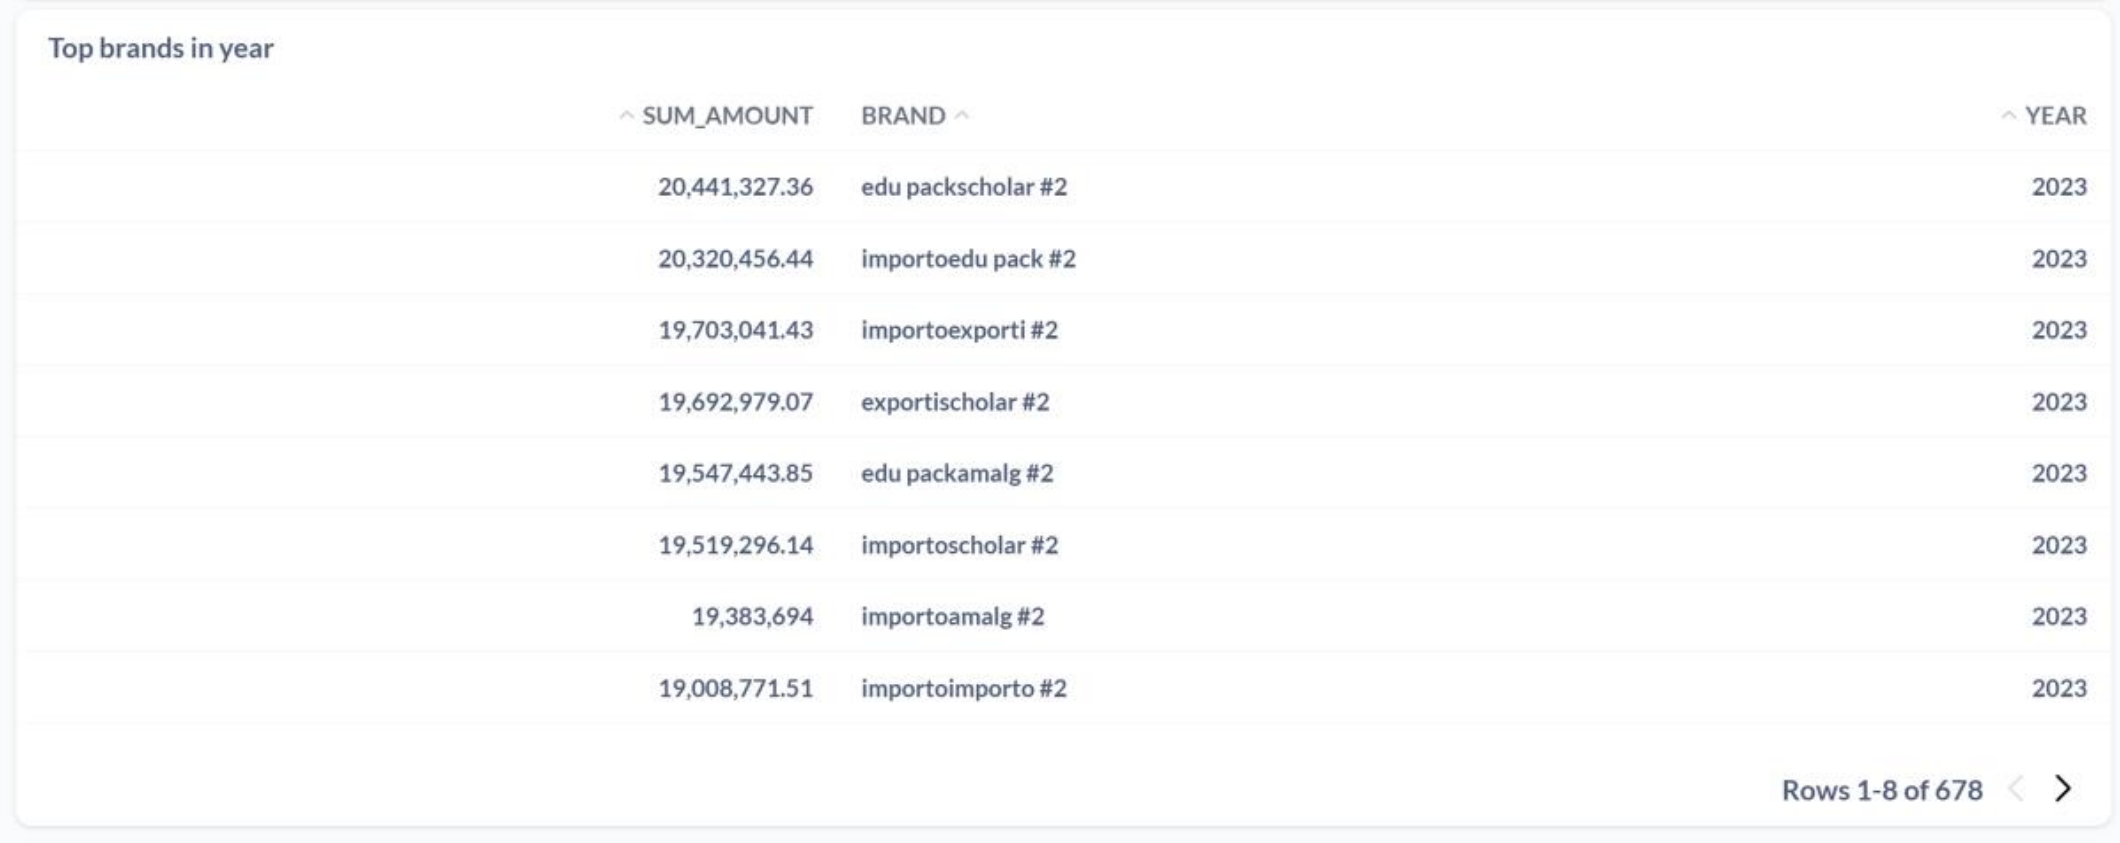 Top brands in year
SUM_AMOUNT BRAND YEAR
20,441,327.36 edu packscholar #2 2023
20,320,456.44 importoedu pack #2 2023
19,703,041.43 importoexporti #2 2023
19,692,979.07 exportischolar #2 2023
19,547,443.85 edu packamalg #2 2023
19,519,296.14 importoscholar #2 2023
19,383,694 importoamalg #2 2023
19,008,771.51 importoimporto #2 2023
Rows 1-8 of 678